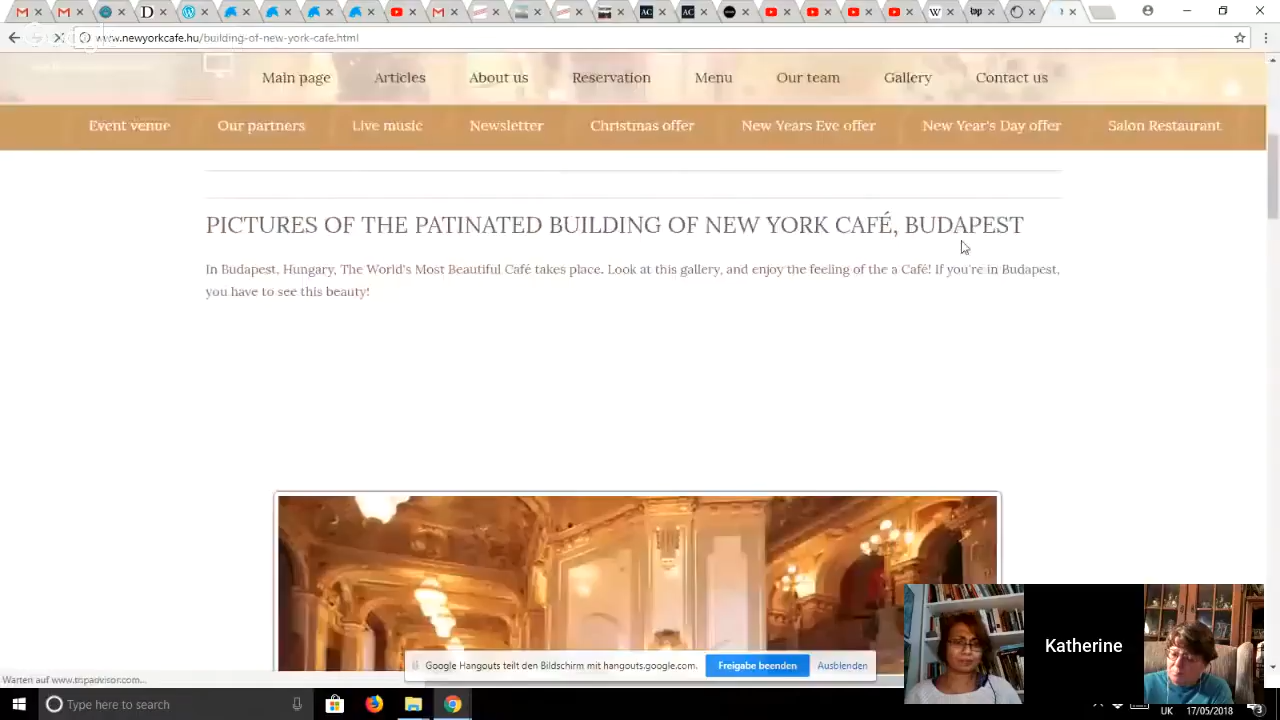 www.newyorkcafe.hu/building-of-new-york-cafe.html
Main page Articles About us Reservation Menu Our team Gallery Contact us
Event venue Our partners Live music Newsletter Christmas offer New Years Eve offer New Year's Day offer Salon Restaurant
PICTURES OF THE PATINATED BUILDING OF NEW YORK CAFÉ, BUDAPEST
In Budapest, Hungary, The World's Most Beautiful Café takes place. Look at this gallery, and enjoy the feeling of the a Café! If you're in Budapest,
you have to see this beauty!
Katherine
Google Hangouts teilt den Bildschirm mit hangouts.google.com.
Freigabe beenden
Ausblenden
Warten auf www.tripadvisor.com...
Type here to search
UK 17/05/2018